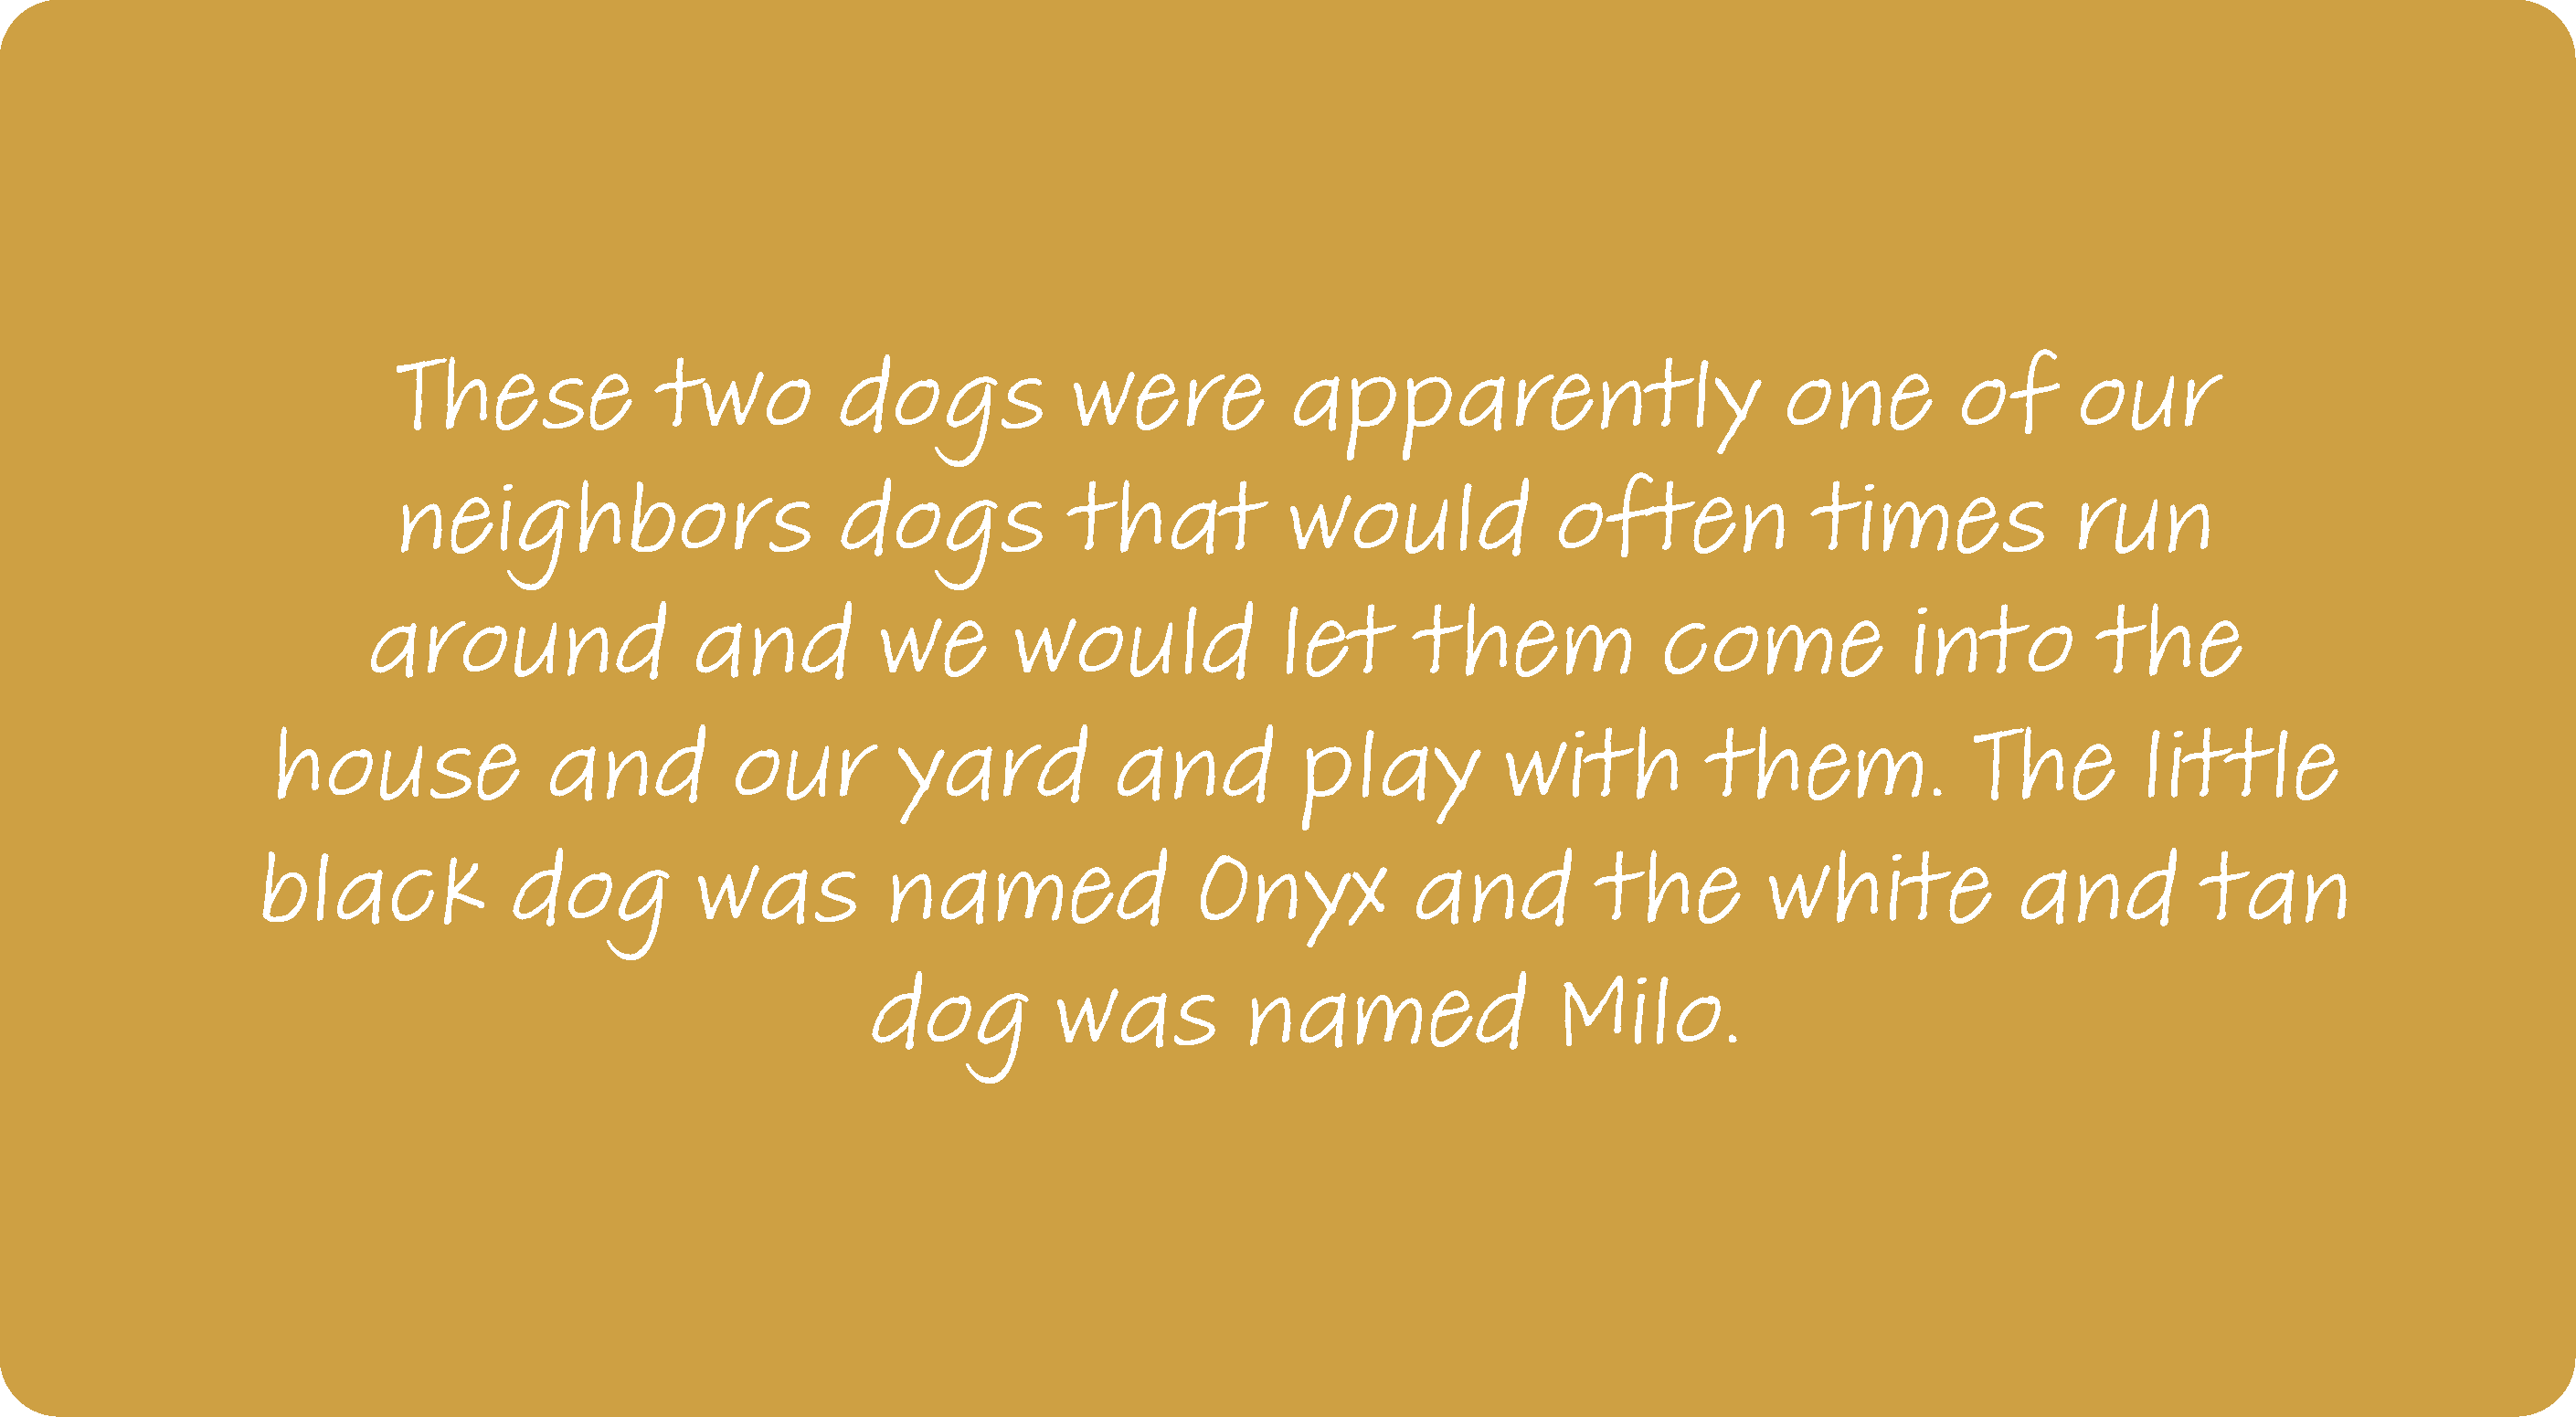 These two dogs were apparently one of our
neighbors dogs that would often times run
around and we would let them come into the
house and our yard and play with them. The little
black dog was named Onyx and the white and tan
dog was named Milo.